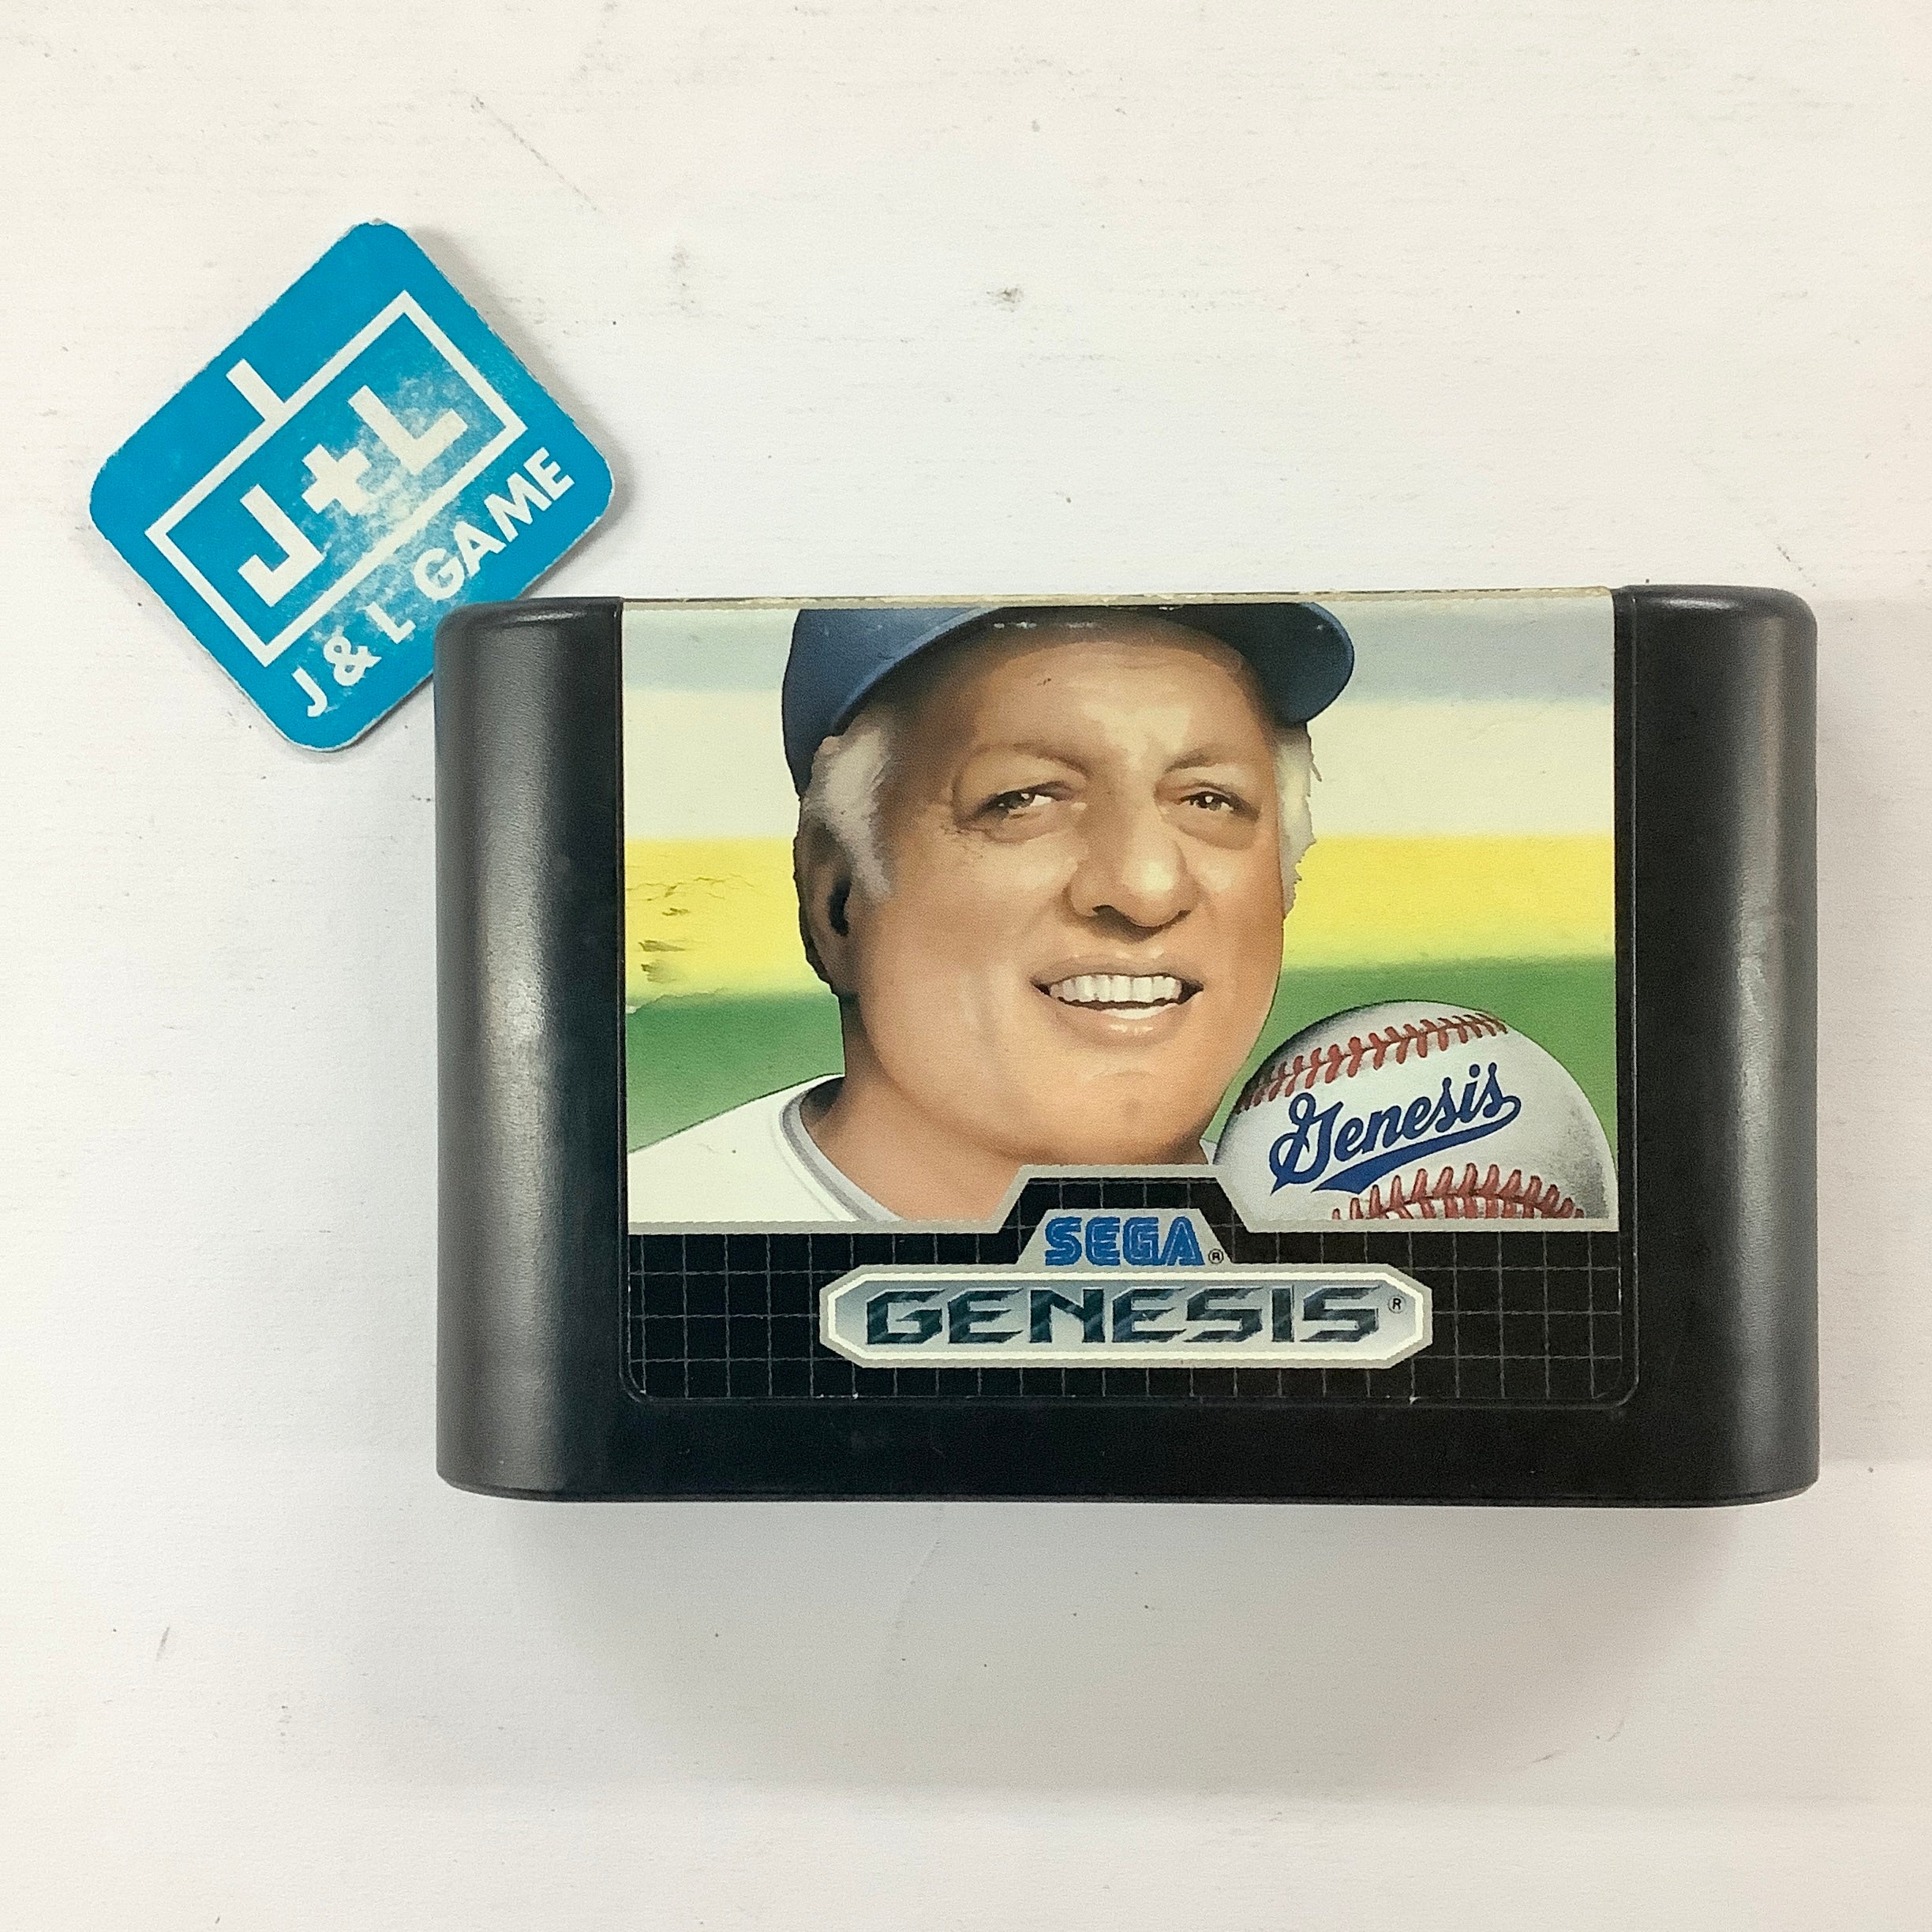 J+L
J & L GAME
Genesis
SEGA®
GENESIS®